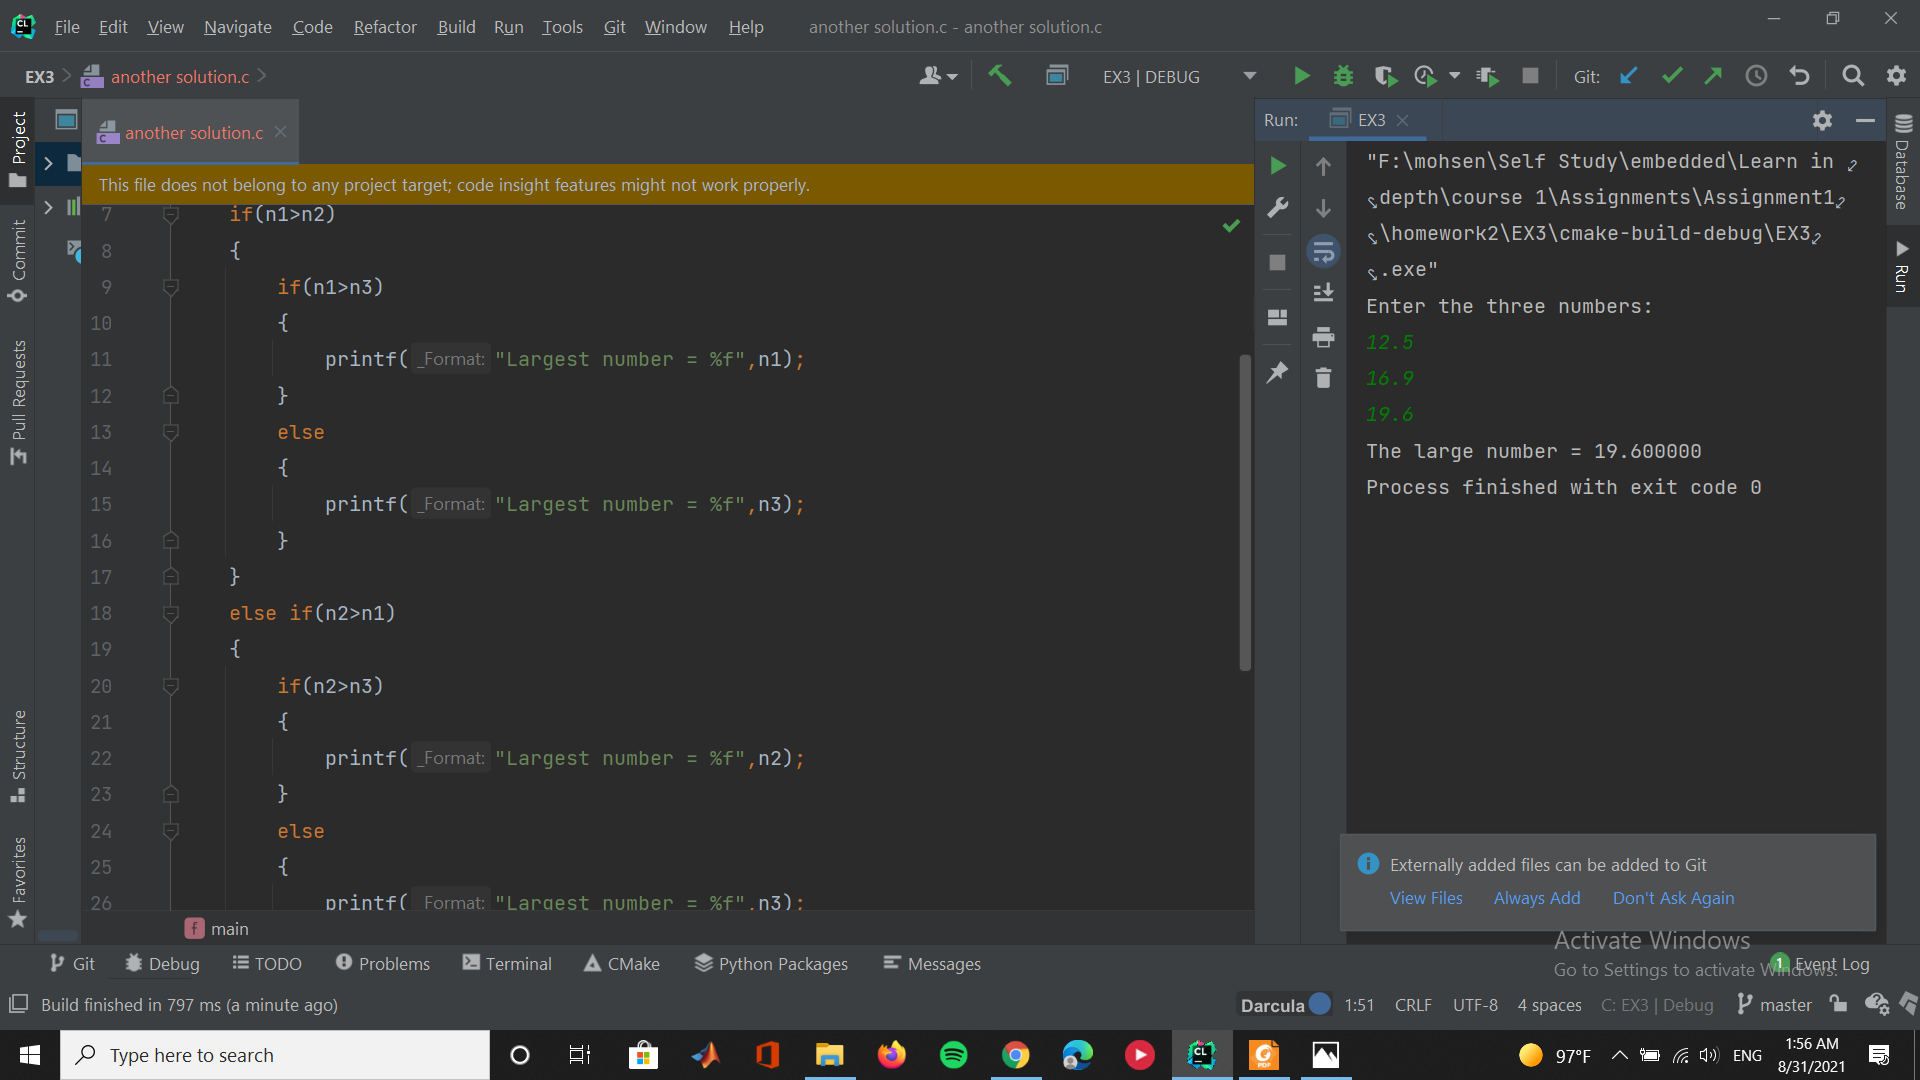 File Edit View Navigate Code Refactor Build Run Tools Git Window Help another solution.c - another solution.c
EX3 another solution.c EX3 | DEBUG Git:
Project
Commit
Pull Requests
Structure
Favorites
another solution.c
This file does not belong to any project target; code insight features might not work properly.
7 if(n1>n2)
8 {
9 if(n1>n3)
10 {
11 printf( _Format: "Largest number = %f",n1);
12 }
13 else
14 {
15 printf( _Format: "Largest number = %f",n3);
16 }
17 }
18 else if(n2>n1)
19 {
20 if(n2>n3)
21 {
22 printf( _Format: "Largest number = %f",n2);
23 }
24 else
25 {
26 printf( _Format: "Largest number = %f",n3);
f main
Run: EX3
"F:\mohsen\Self Study\embedded\Learn in
depth\course 1\Assignments\Assignment1
\homework2\EX3\cmake-build-debug\EX3
.exe"
Enter the three numbers:
12.5
16.9
19.6
The large number = 19.600000
Process finished with exit code 0
Database
Run
Externally added files can be added to Git
View Files Always Add Don't Ask Again
Activate Windows
Go to Settings to activate Windows.
Git Debug TODO Problems Terminal CMake Python Packages Messages 1 Event Log
Build finished in 797 ms (a minute ago) Darcula 1:51 CRLF UTF-8 4 spaces C: EX3 | Debug master
Type here to search 97°F ENG 1:56 AM
8/31/2021